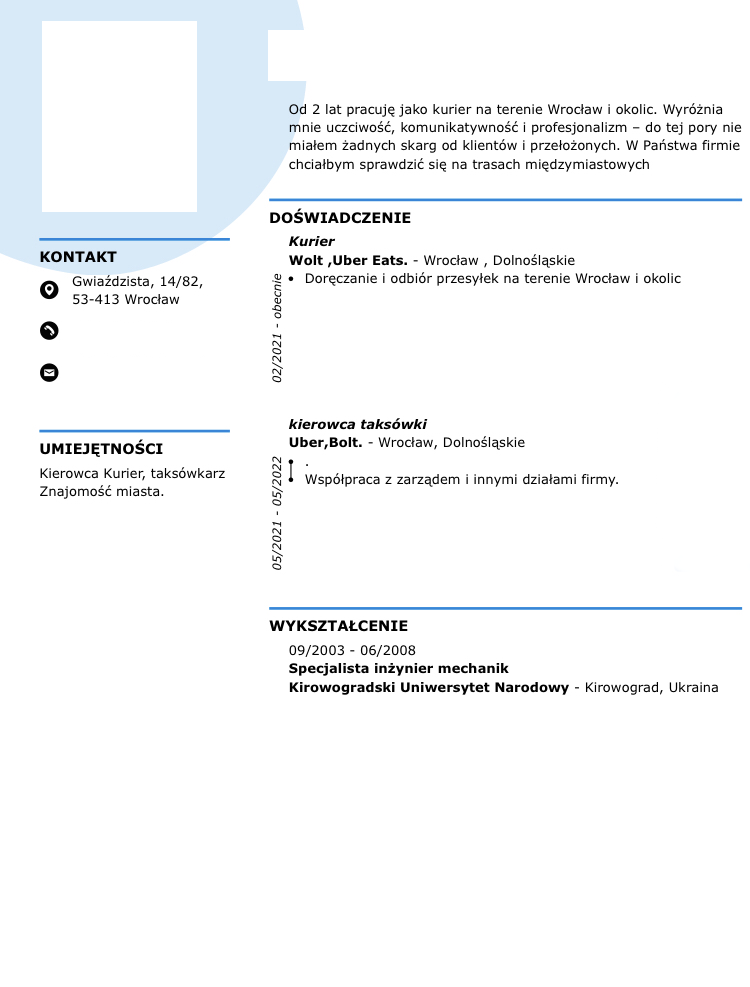 Od 2 lat pracuję jako kurier na terenie Wrocław i okolic. Wyróżnia
mnie uczciwość, komunikatywność i profesjonalizm – do tej pory nie
miałem żadnych skarg od klientów i przełożonych. W Państwa firmie
chciałbym sprawdzić się na trasach międzymiastowych
KONTAKT
Gwiaździsta, 14/82,
53-413 Wrocław
UMIEJĘTNOŚCI
Kierowca Kurier, taksówkarz
Znajomość miasta.
DOŚWIADCZENIE
02/2021 - obecnie
Kurier
Wolt ,Uber Eats. - Wrocław , Dolnośląskie
• Doręczanie i odbiór przesyłek na terenie Wrocław i okolic
05/2021 - 05/2022
kierowca taksówki
Uber,Bolt. - Wrocław, Dolnośląskie
• .
• Współpraca z zarządem i innymi działami firmy.
WYKSZTAŁCENIE
09/2003 - 06/2008
Specjalista inżynier mechanik
Kirowogradski Uniwersytet Narodowy - Kirowograd, Ukraina